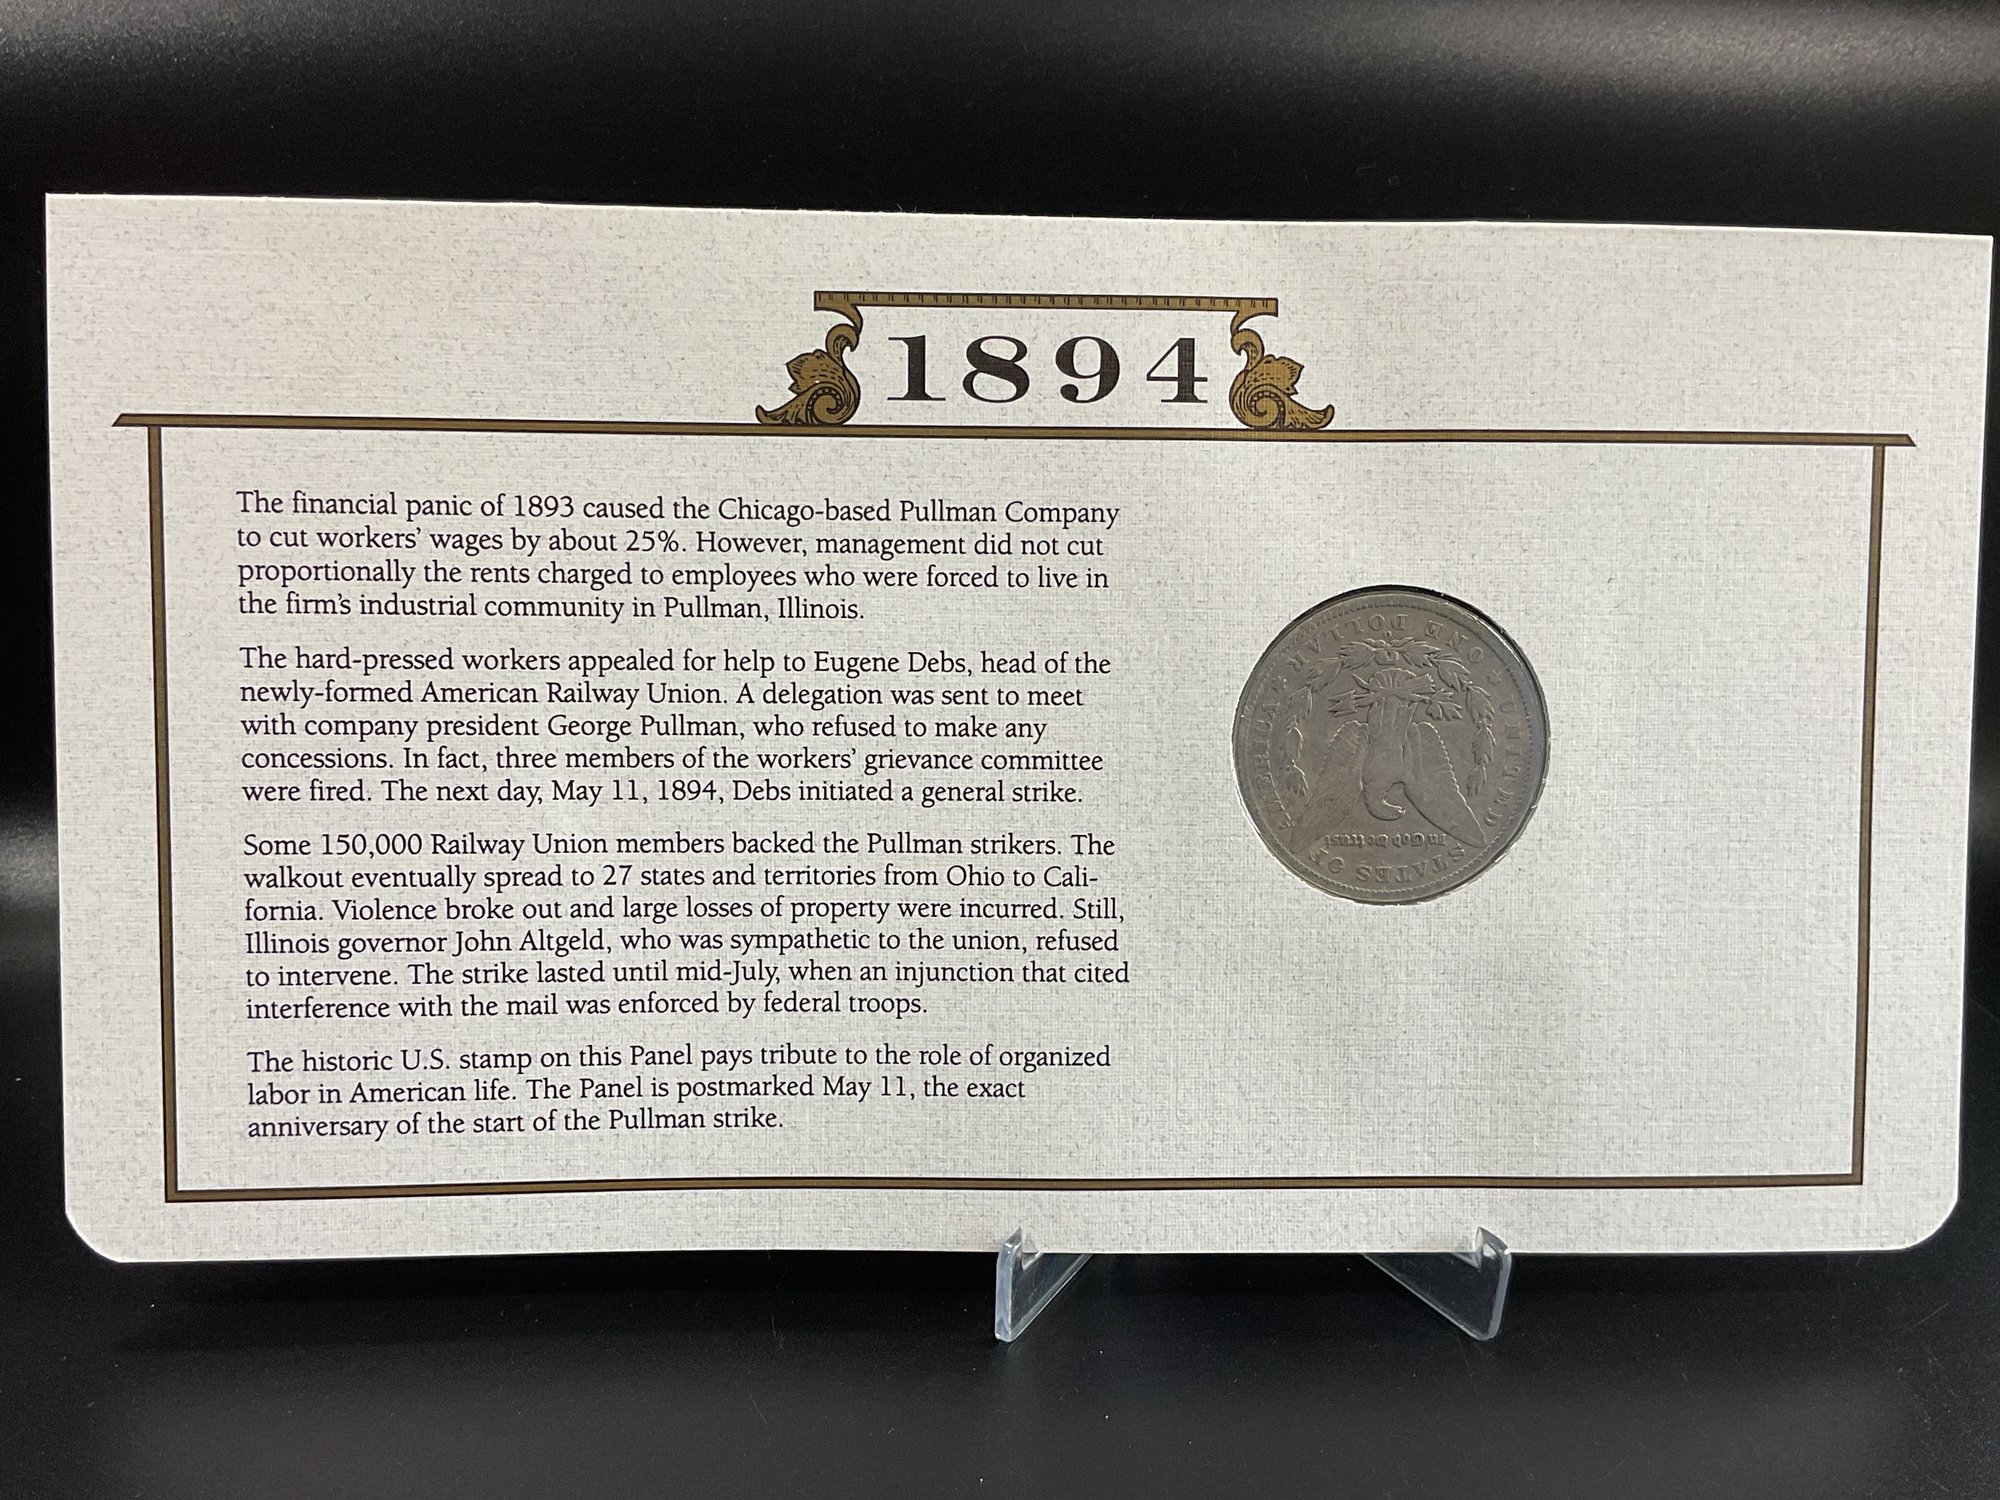 1894
The financial panic of 1893 caused the Chicago-based Pullman Company
to cut workers’ wages by about 25%. However, management did not cut
proportionally the rents charged to employees who were forced to live in
the firm’s industrial community in Pullman, Illinois.
The hard-pressed workers appealed for help to Eugene Debs, head of the
newly-formed American Railway Union. A delegation was sent to meet
with company president George Pullman, who refused to make any
concessions. In fact, three members of the workers’ grievance committee
were fired. The next day, May 11, 1894, Debs initiated a general strike.
Some 150,000 Railway Union members backed the Pullman strikers. The
walkout eventually spread to 27 states and territories from Ohio to Cali-
fornia. Violence broke out and large losses of property were incurred. Still,
Illinois governor John Altgeld, who was sympathetic to the union, refused
to intervene. The strike lasted until mid-July, when an injunction that cited
interference with the mail was enforced by federal troops.
The historic U.S. stamp on this Panel pays tribute to the role of organized
labor in American life. The Panel is postmarked May 11, the exact
anniversary of the start of the Pullman strike.
UNITED STATES OF AMERICA
In God we trust
ONE DOLLAR